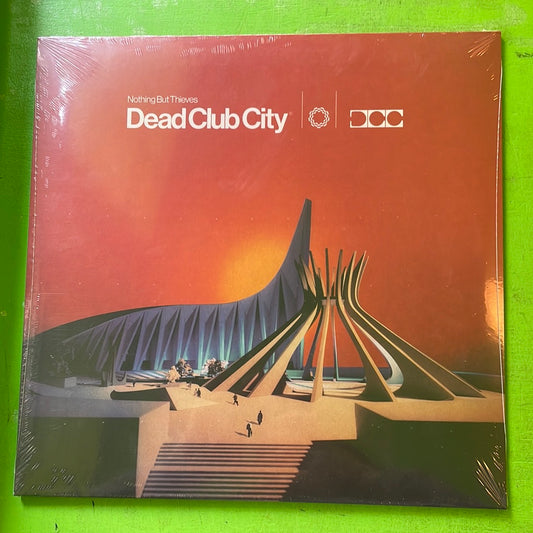 Nothing But Thieves
Dead Club City
DCC